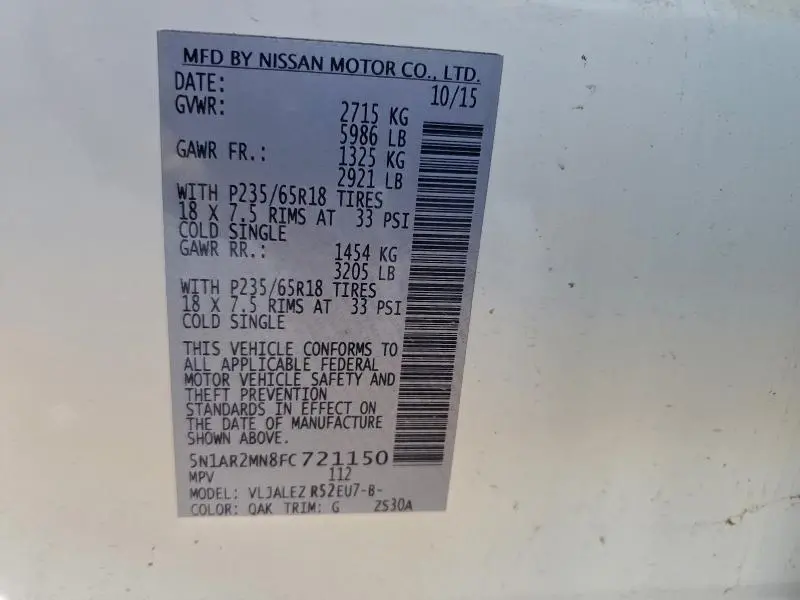 MFD BY NISSAN MOTOR CO., LTD.
DATE: 10/15
GVWR: 2715 KG
5986 LB
GAWR FR.: 1325 KG
2921 LB
WITH P235/65R18 TIRES
18 X 7.5 RIMS AT 33 PSI
COLD SINGLE
GAWR RR.: 1454 KG
3205 LB
WITH P235/65R18 TIRES
18 X 7.5 RIMS AT 33 PSI
COLD SINGLE
THIS VEHICLE CONFORMS TO
ALL APPLICABLE FEDERAL
MOTOR VEHICLE SAFETY AND
THEFT PREVENTION
STANDARDS IN EFFECT ON
THE DATE OF MANUFACTURE
SHOWN ABOVE.
5N1AR2MN8FC721150
MPV 112
MODEL: VLJALEZ R52EU7-B-
COLOR: QAK TRIM: G ZS30A